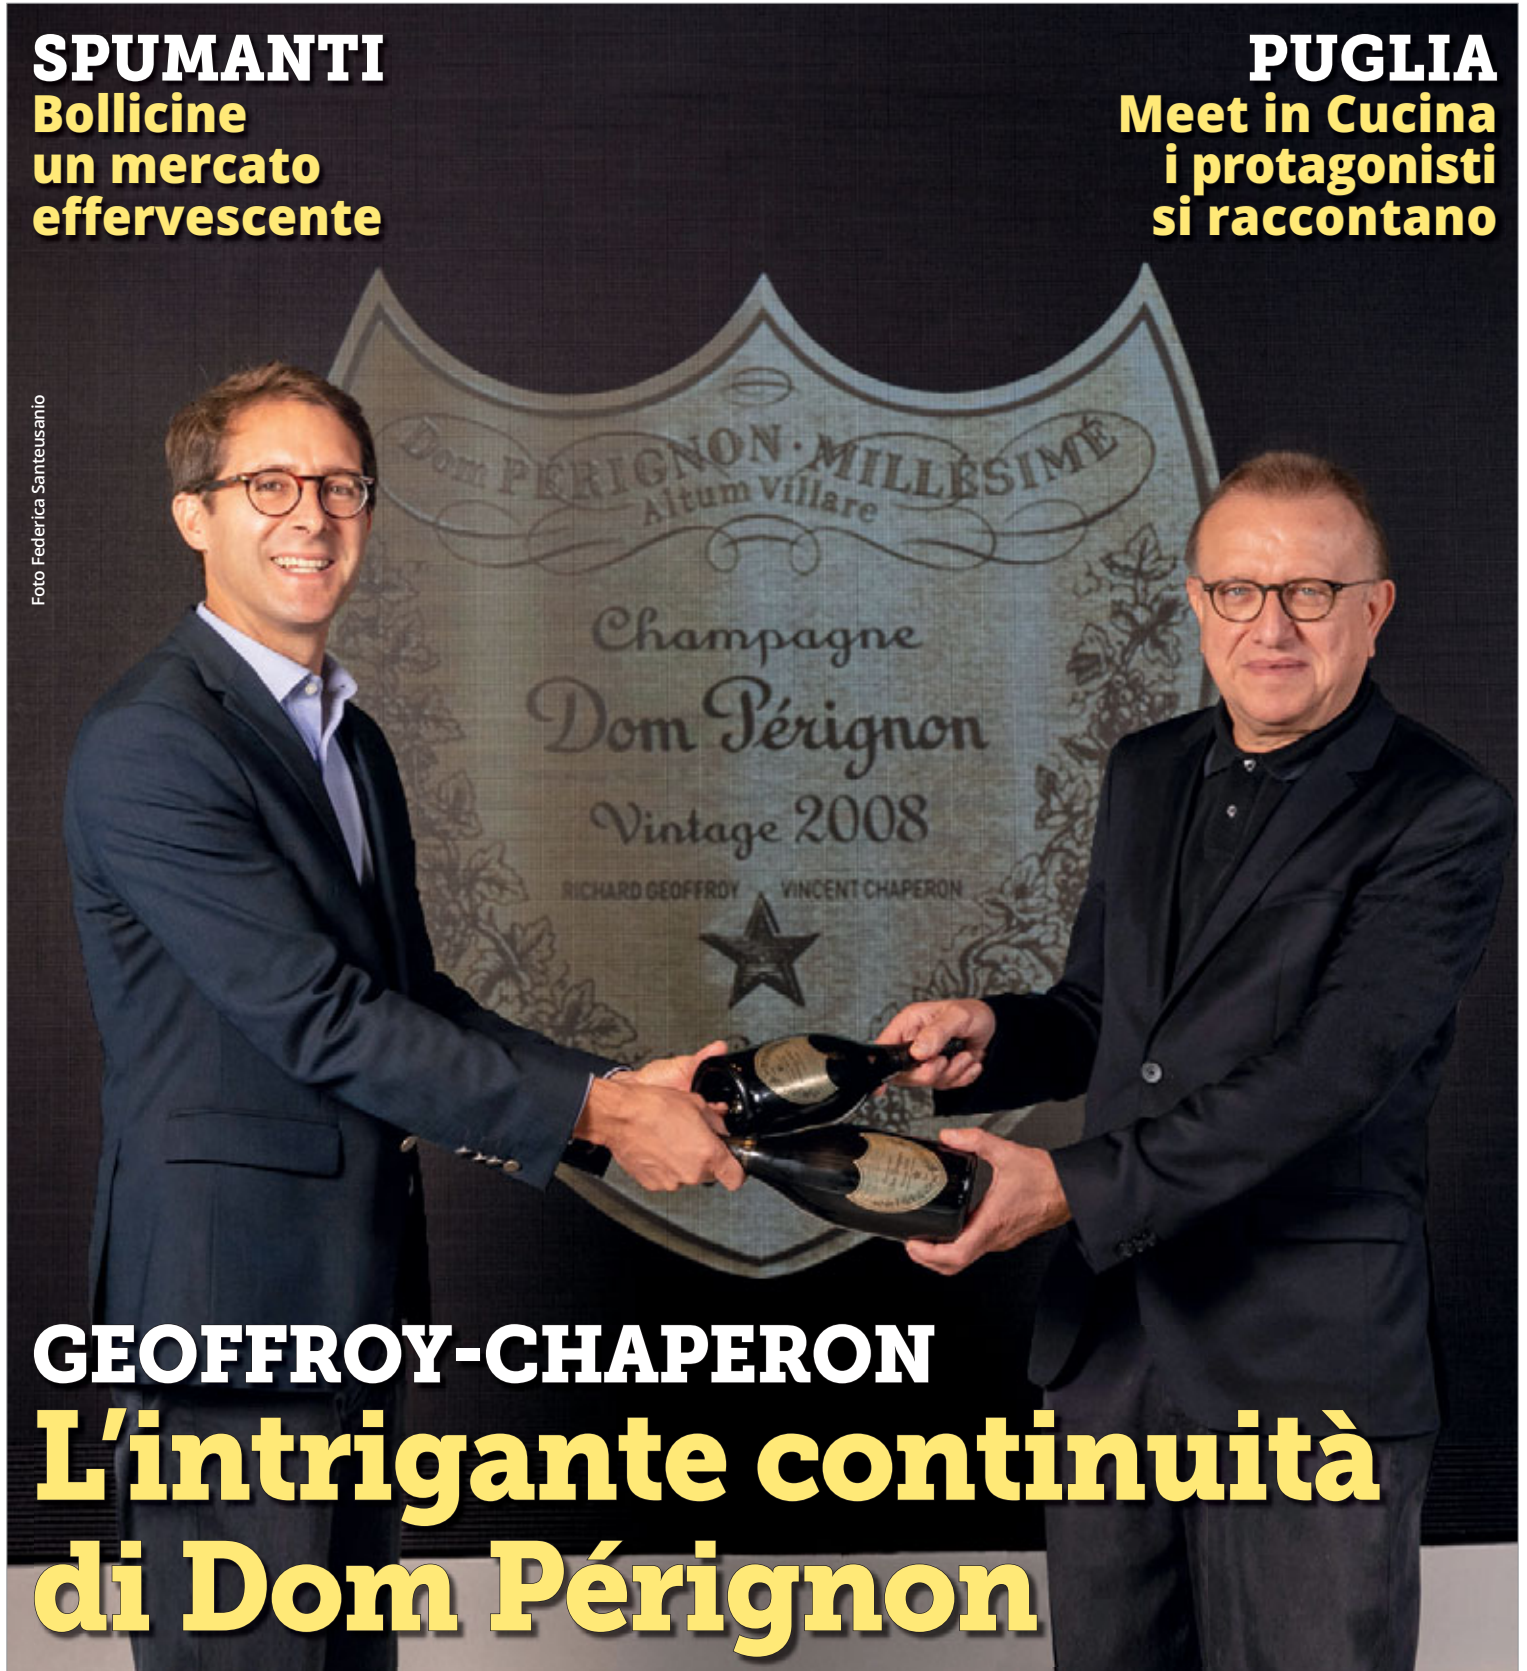 SPUMANTI
Bollicine
un mercato
effervescente
PUGLIA
Meet in Cucina
i protagonisti
si raccontano
Foto Federica Santeusanio
Dom PÉRIGNON · MILLÉSIMÉ
Altum Villare
Champagne
Dom Pérignon
Vintage 2008
RICHARD GEOFFROY VINCENT CHAPERON
GEOFFROY-CHAPERON
L’intrigante continuità
di Dom Pérignon